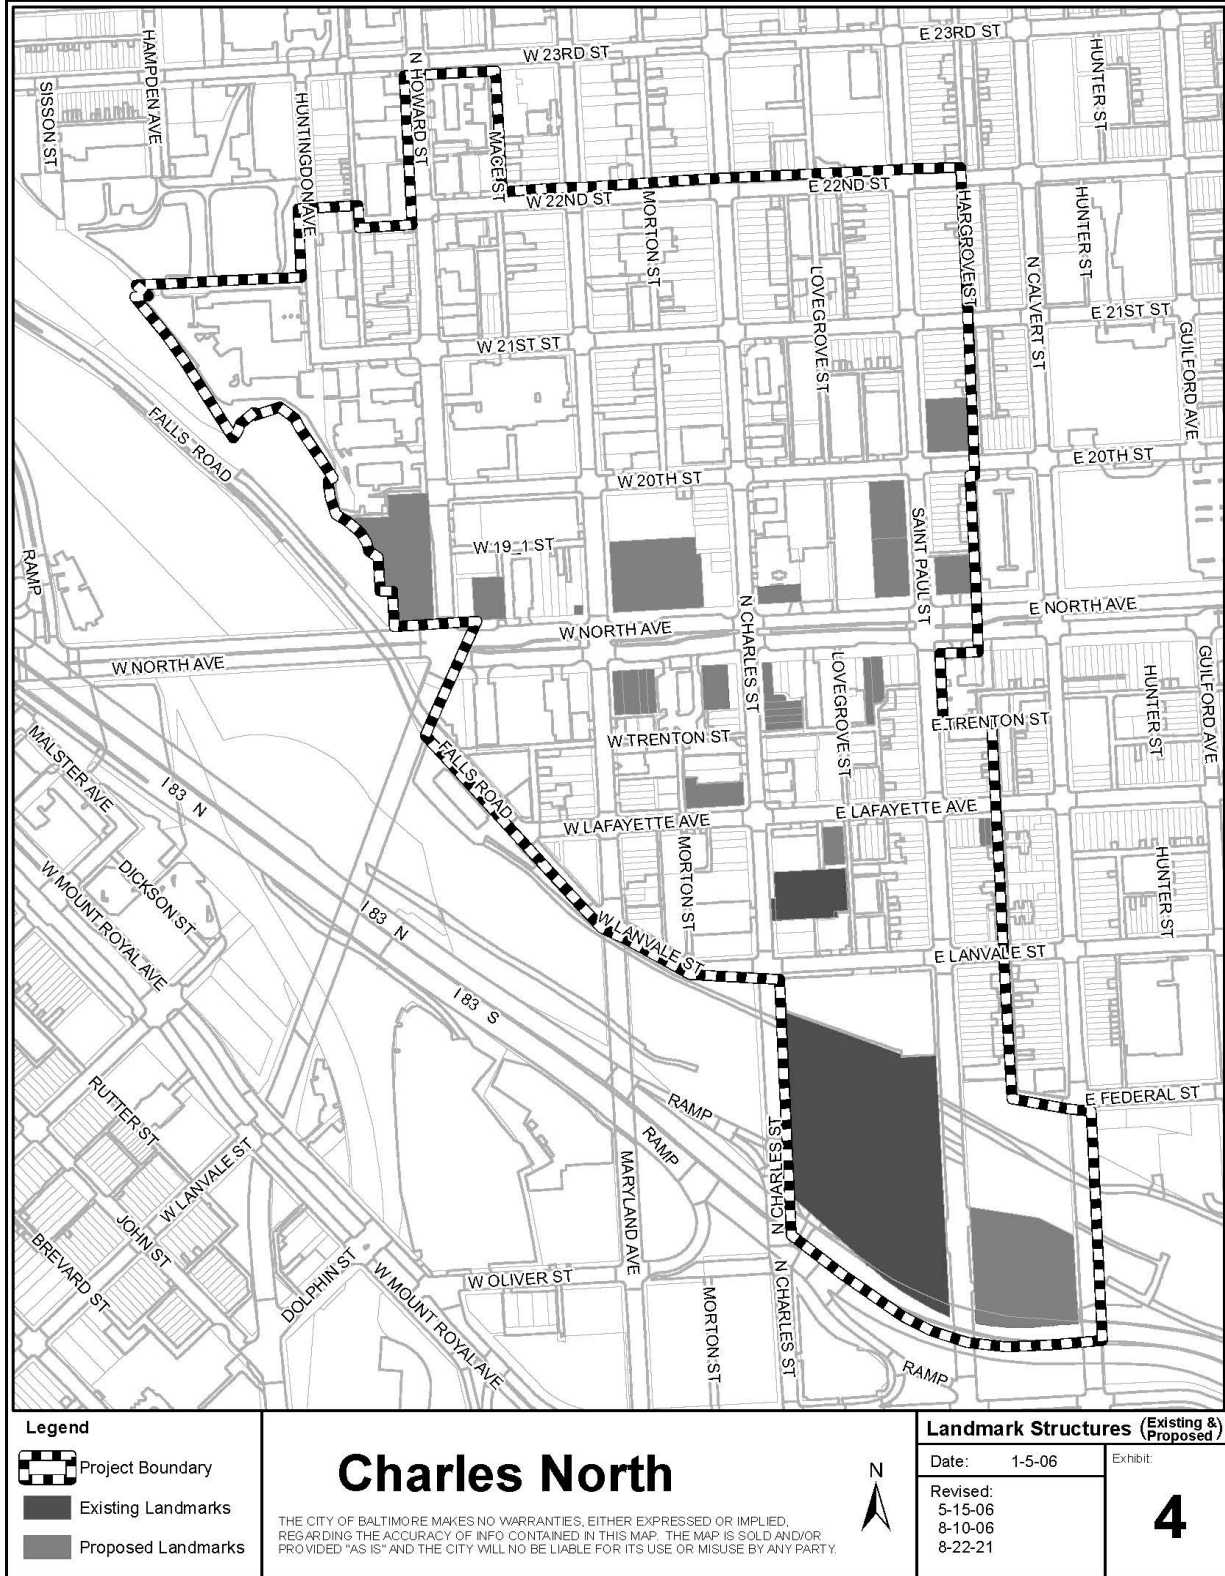 W 23RD ST
E 23RD ST
HAMPDEN AVE
SISSON ST
HUNTINGDON AVE
N HOWARD ST
MACE ST
HUNTER ST
W 22ND ST
E 22ND ST
MORTON ST
LOVEGROVE ST
HARGROVE ST
N CALVERT ST
HUNTER ST
E 21ST ST
GUILFORD AVE
W 21ST ST
FALLS ROAD
W 20TH ST
E 20TH ST
RAMP
W 19_1 ST
SAINT PAUL ST
N CHARLES ST
E NORTH AVE
W NORTH AVE
W NORTH AVE
LOVEGROVE ST
HUNTER ST
GUILFORD AVE
E TRENTON ST
W TRENTON ST
MALSTER AVE
I 83 N
FALLS ROAD
E LAFAYETTE AVE
W LAFAYETTE AVE
MORTON ST
HUNTER ST
DICKSON ST
W MOUNT ROYAL AVE
I 83 N
W LANVALE ST
E LANVALE ST
I 83 S
RUTTER ST
RAMP
RAMP
E FEDERAL ST
N CHARLES ST
W LANVALE ST
MARYLAND AVE
JOHN ST
BREVARD ST
DOLPHIN ST
W MOUNT ROYAL AVE
W OLIVER ST
MORTON ST
N CHARLES ST
RAMP
Legend
Project Boundary
Existing Landmarks
Proposed Landmarks
Charles North
THE CITY OF BALTIMORE MAKES NO WARRANTIES, EITHER EXPRESSED OR IMPLIED,
REGARDING THE ACCURACY OF INFO CONTAINED IN THIS MAP. THE MAP IS SOLD AND/OR
PROVIDED "AS IS" AND THE CITY WILL NO BE LIABLE FOR ITS USE OR MISUSE BY ANY PARTY.
N
Landmark Structures (Existing & Proposed)
Date: 1-5-06
Revised:
5-15-06
8-10-06
8-22-21
Exhibit:
4